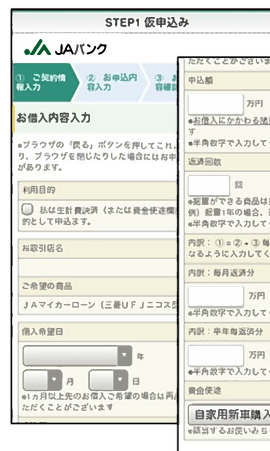 STEP1 仮申込み
JAバンク
① ご契約情報入力
② お申込内容入力
③
容確
お借入内容入力
※ブラウザの「戻る」ボタンを押してこれ
り、ブラウザを閉じたりした場合にはお申
があります。
利用目的
私は生計費決済（または資金使途欄
的として申込ます。
お取引店名
ご希望の商品
ＪＡマイカーローン（三菱ＵＦＪニコス型
借入希望日
年
月
日
※1ヵ月以上先のお借入ご希望の場合は再
ただくことがございます
ただくことがございま
申込額
万円
※お借入にかかる諸
す
※半角数字で入力して
返済回数
回
※据置ができる商品は
例）据置1年の場合、
※半角数字で入力して
内訳：①＝②＋③ 毎
なるように入力してく
内訳：毎月返済分
万円
※半角数字で入力して
内訳：半年毎返済分
万円
※半角数字で入力して
資金使途
自家用新車購入
※該当するお使いみち